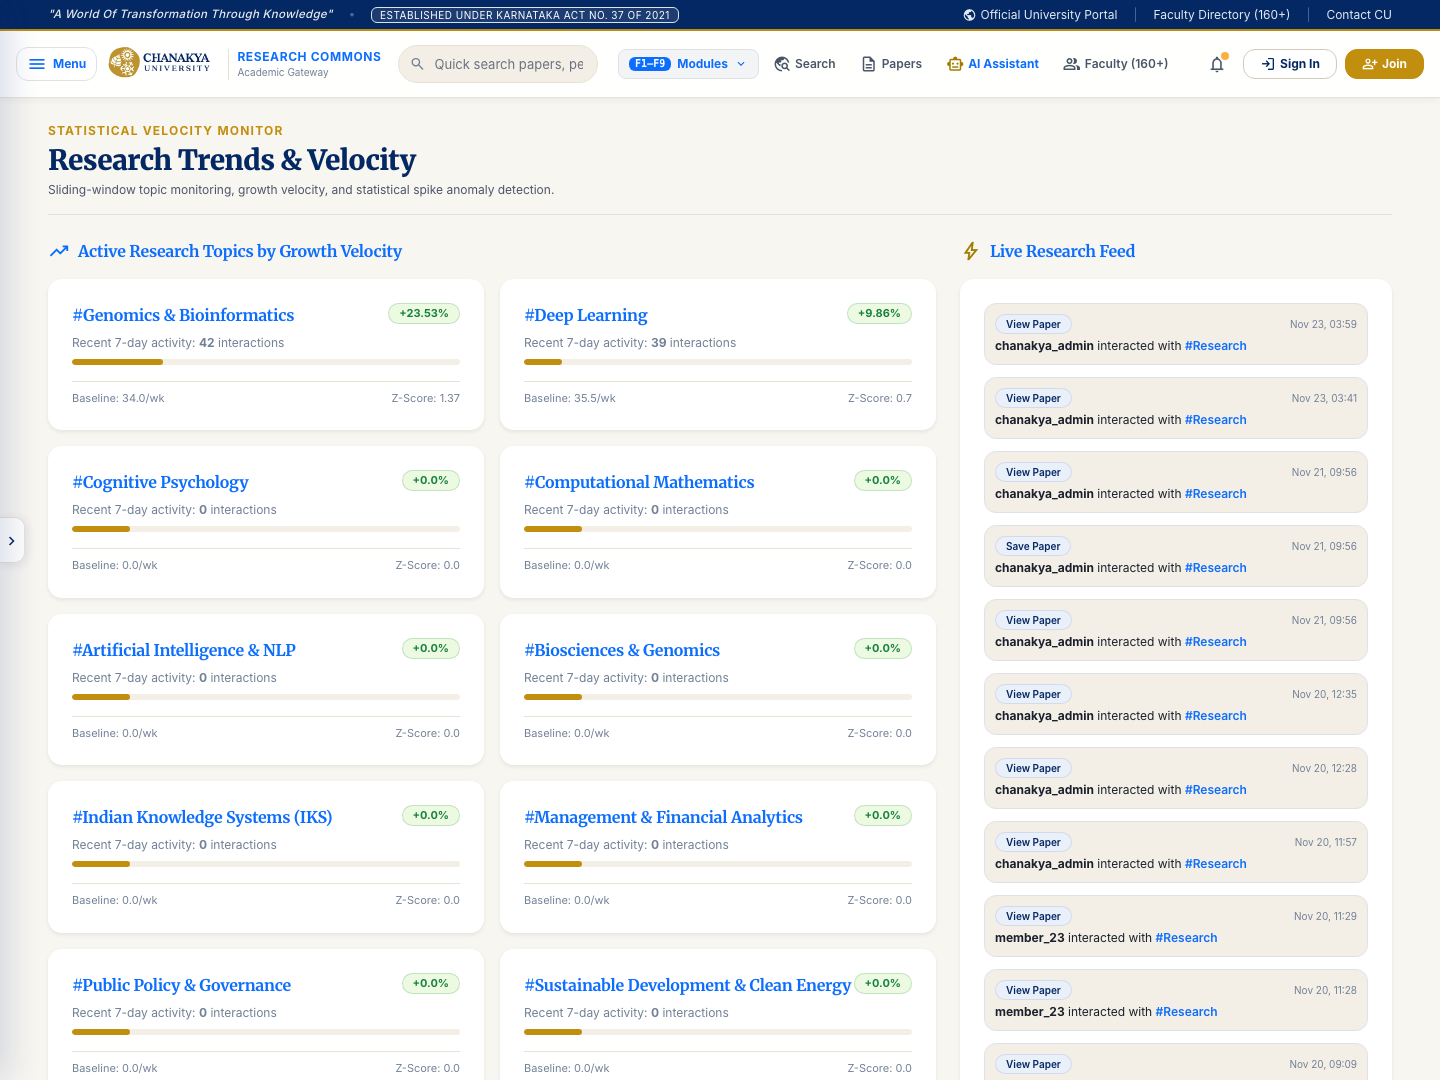 "A World Of Transformation Through Knowledge" • ESTABLISHED UNDER KARNATAKA ACT NO. 37 OF 2021
Official University Portal
Faculty Directory (160+)
Contact CU
Menu
CHANAKYA
UNIVERSITY
RESEARCH COMMONS
Academic Gateway
Quick search papers, pe
F1–F9 Modules
Search
Papers
AI Assistant
Faculty (160+)
Sign In
Join
STATISTICAL VELOCITY MONITOR
Research Trends & Velocity
Sliding-window topic monitoring, growth velocity, and statistical spike anomaly detection.
Active Research Topics by Growth Velocity
#Genomics & Bioinformatics +23.53%
Recent 7-day activity: 42 interactions
Baseline: 34.0/wk Z-Score: 1.37
#Deep Learning +9.86%
Recent 7-day activity: 39 interactions
Baseline: 35.5/wk Z-Score: 0.7
#Cognitive Psychology +0.0%
Recent 7-day activity: 0 interactions
Baseline: 0.0/wk Z-Score: 0.0
#Computational Mathematics +0.0%
Recent 7-day activity: 0 interactions
Baseline: 0.0/wk Z-Score: 0.0
#Artificial Intelligence & NLP +0.0%
Recent 7-day activity: 0 interactions
Baseline: 0.0/wk Z-Score: 0.0
#Biosciences & Genomics +0.0%
Recent 7-day activity: 0 interactions
Baseline: 0.0/wk Z-Score: 0.0
#Indian Knowledge Systems (IKS) +0.0%
Recent 7-day activity: 0 interactions
Baseline: 0.0/wk Z-Score: 0.0
#Management & Financial Analytics +0.0%
Recent 7-day activity: 0 interactions
Baseline: 0.0/wk Z-Score: 0.0
#Public Policy & Governance +0.0%
Recent 7-day activity: 0 interactions
Baseline: 0.0/wk Z-Score: 0.0
#Sustainable Development & Clean Energy +0.0%
Recent 7-day activity: 0 interactions
Baseline: 0.0/wk Z-Score: 0.0
Live Research Feed
View Paper Nov 23, 03:59
chanakya_admin interacted with #Research
View Paper Nov 23, 03:41
chanakya_admin interacted with #Research
View Paper Nov 21, 09:56
chanakya_admin interacted with #Research
Save Paper Nov 21, 09:56
chanakya_admin interacted with #Research
View Paper Nov 21, 09:56
chanakya_admin interacted with #Research
View Paper Nov 20, 12:35
chanakya_admin interacted with #Research
View Paper Nov 20, 12:28
chanakya_admin interacted with #Research
View Paper Nov 20, 11:57
chanakya_admin interacted with #Research
View Paper Nov 20, 11:29
member_23 interacted with #Research
View Paper Nov 20, 11:28
member_23 interacted with #Research
View Paper Nov 20, 09:09